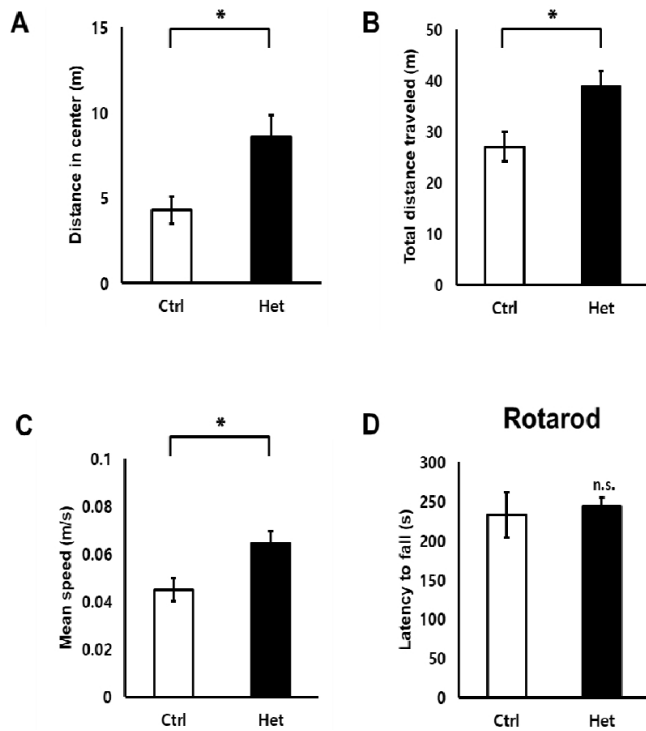 A
*
15
10
5
0
Distance in center (m)
Ctrl
Het
B
*
50
40
30
20
10
0
Total distance traveled (m)
Ctrl
Het
C
*
0.1
0.08
0.06
0.04
0.02
0
Mean speed (m/s)
Ctrl
Het
D
Rotarod
300
250
200
150
100
50
0
Latency to fall (s)
n.s.
Ctrl
Het